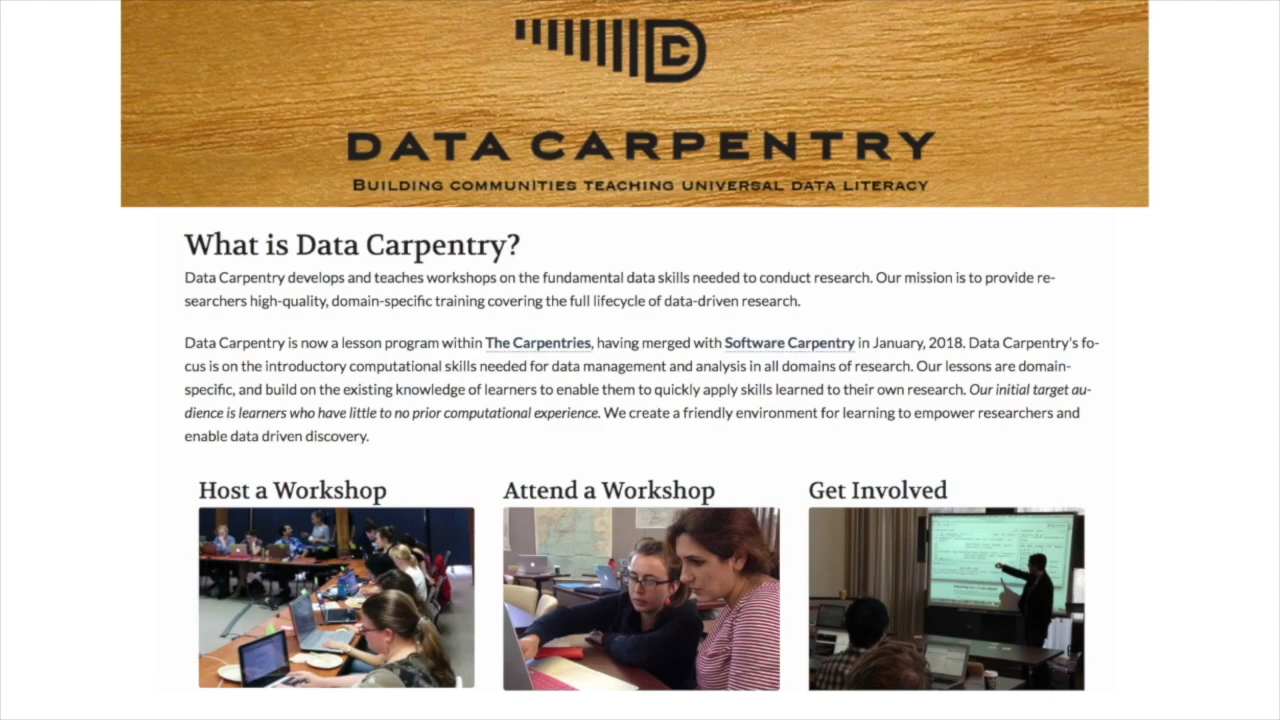 DC
DATA CARPENTRY
BUILDING COMMUNITIES TEACHING UNIVERSAL DATA LITERACY
What is Data Carpentry?
Data Carpentry develops and teaches workshops on the fundamental data skills needed to conduct research. Our mission is to provide re-
searchers high-quality, domain-specific training covering the full lifecycle of data-driven research.
Data Carpentry is now a lesson program within The Carpentries, having merged with Software Carpentry in January, 2018. Data Carpentry's fo-
cus is on the introductory computational skills needed for data management and analysis in all domains of research. Our lessons are domain-
specific, and build on the existing knowledge of learners to enable them to quickly apply skills learned to their own research. Our initial target au-
dience is learners who have little to no prior computational experience. We create a friendly environment for learning to empower researchers and
enable data driven discovery.
Host a Workshop
Attend a Workshop
Get Involved